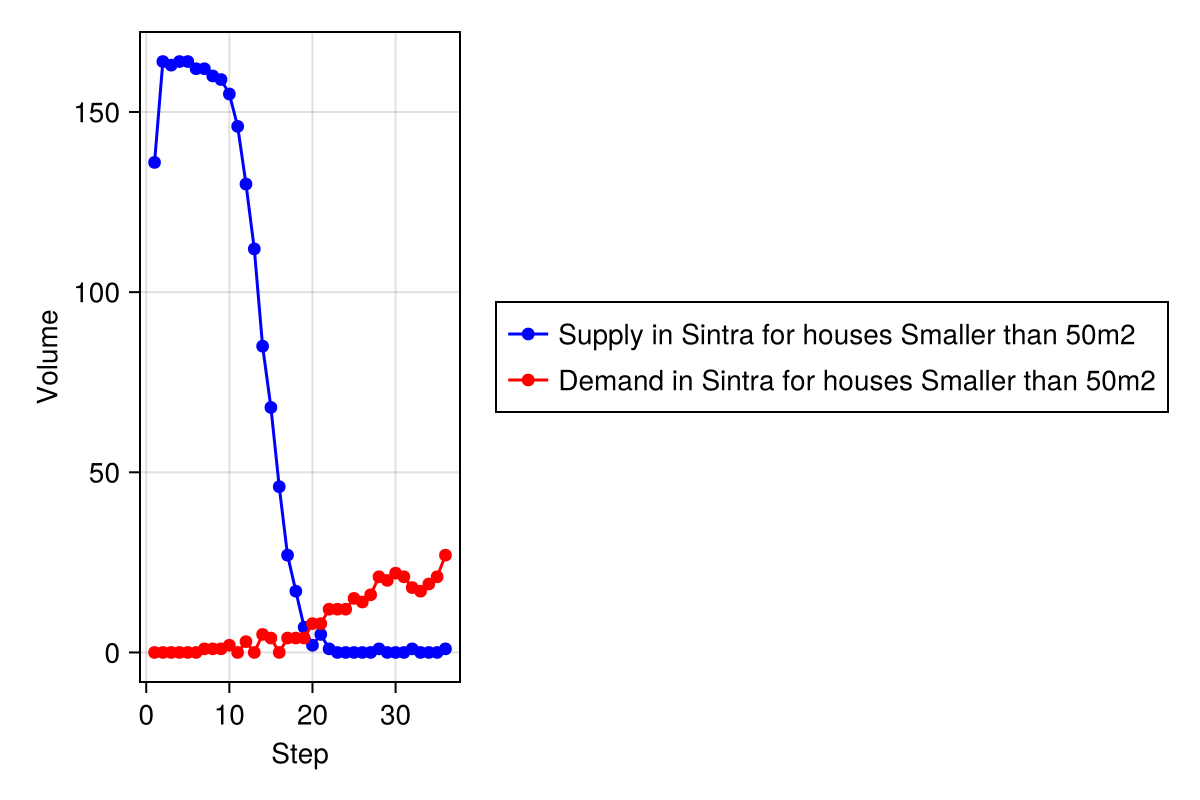 Volume
150
100
50
0
0 10 20 30
Step
Supply in Sintra for houses Smaller than 50m2
Demand in Sintra for houses Smaller than 50m2